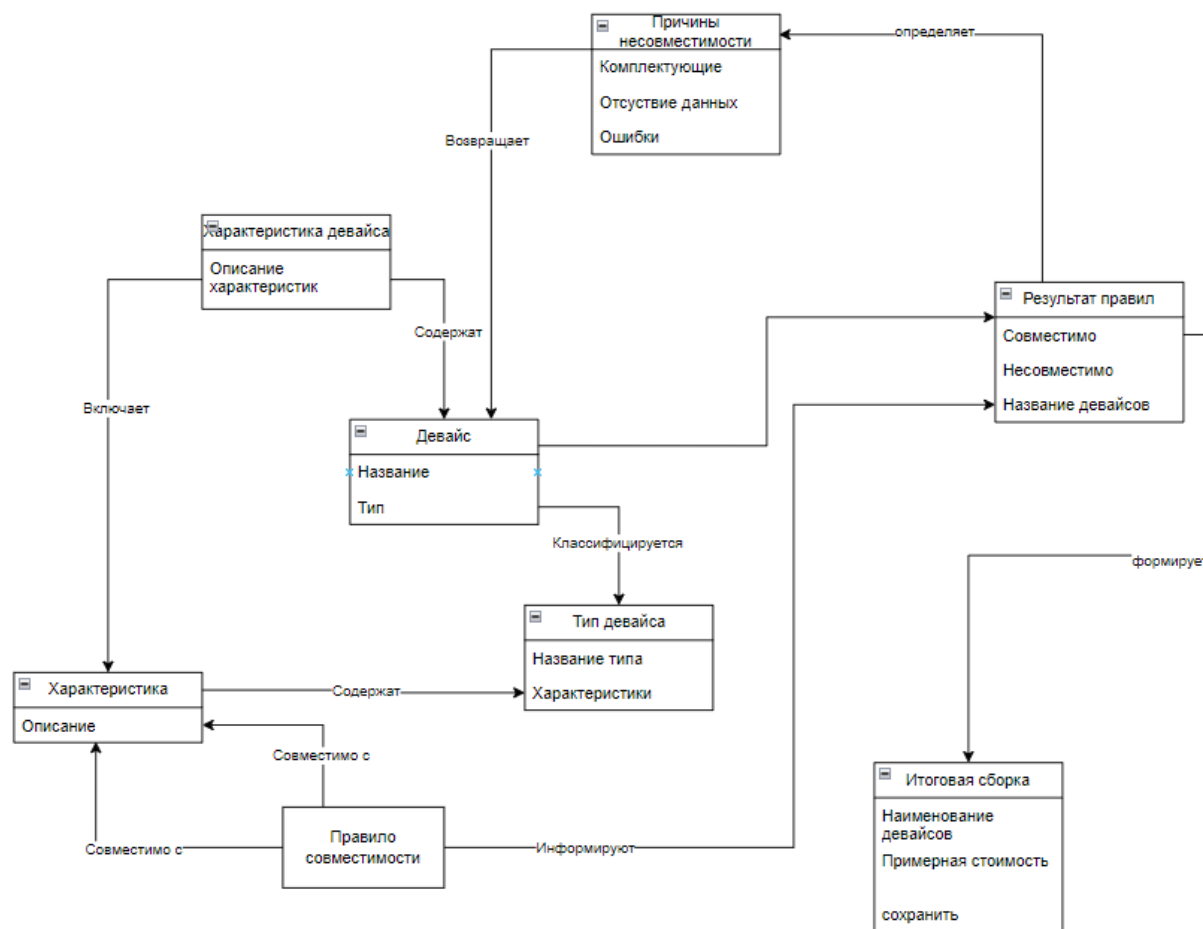 Причины
несовместимости
Комплектующие
Отсуствие данных
Ошибки
определяет
Возвращает
Характеристика девайса
Описание
характеристик
Содержат
Включает
Результат правил
Совместимо
Несовместимо
Название девайсов
Девайс
Название
Тип
Классифицируется
формирует
Тип девайса
Название типа
Характеристики
Характеристика
Описание
Содержат
Совместимо с
Совместимо с
Правило
совместимости
Информируют
Итоговая сборка
Наименование
девайсов
Примерная стоимость
сохранить